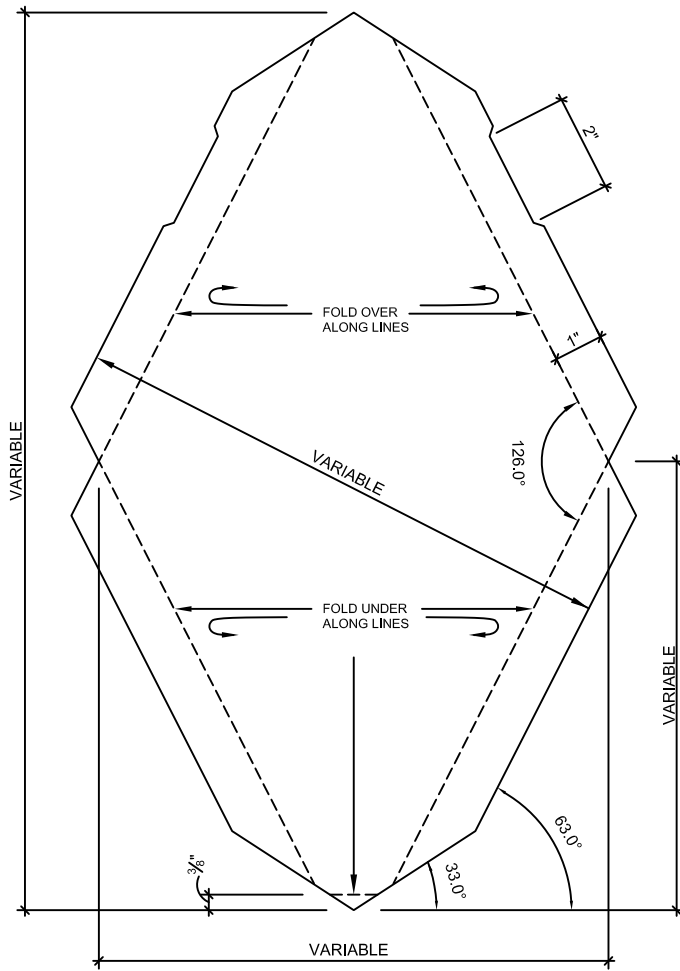 2"
FOLD OVER
ALONG LINES
1"
VARIABLE
VARIABLE
126.0°
FOLD UNDER
ALONG LINES
VARIABLE
63.0°
33.0°
3/8"
VARIABLE